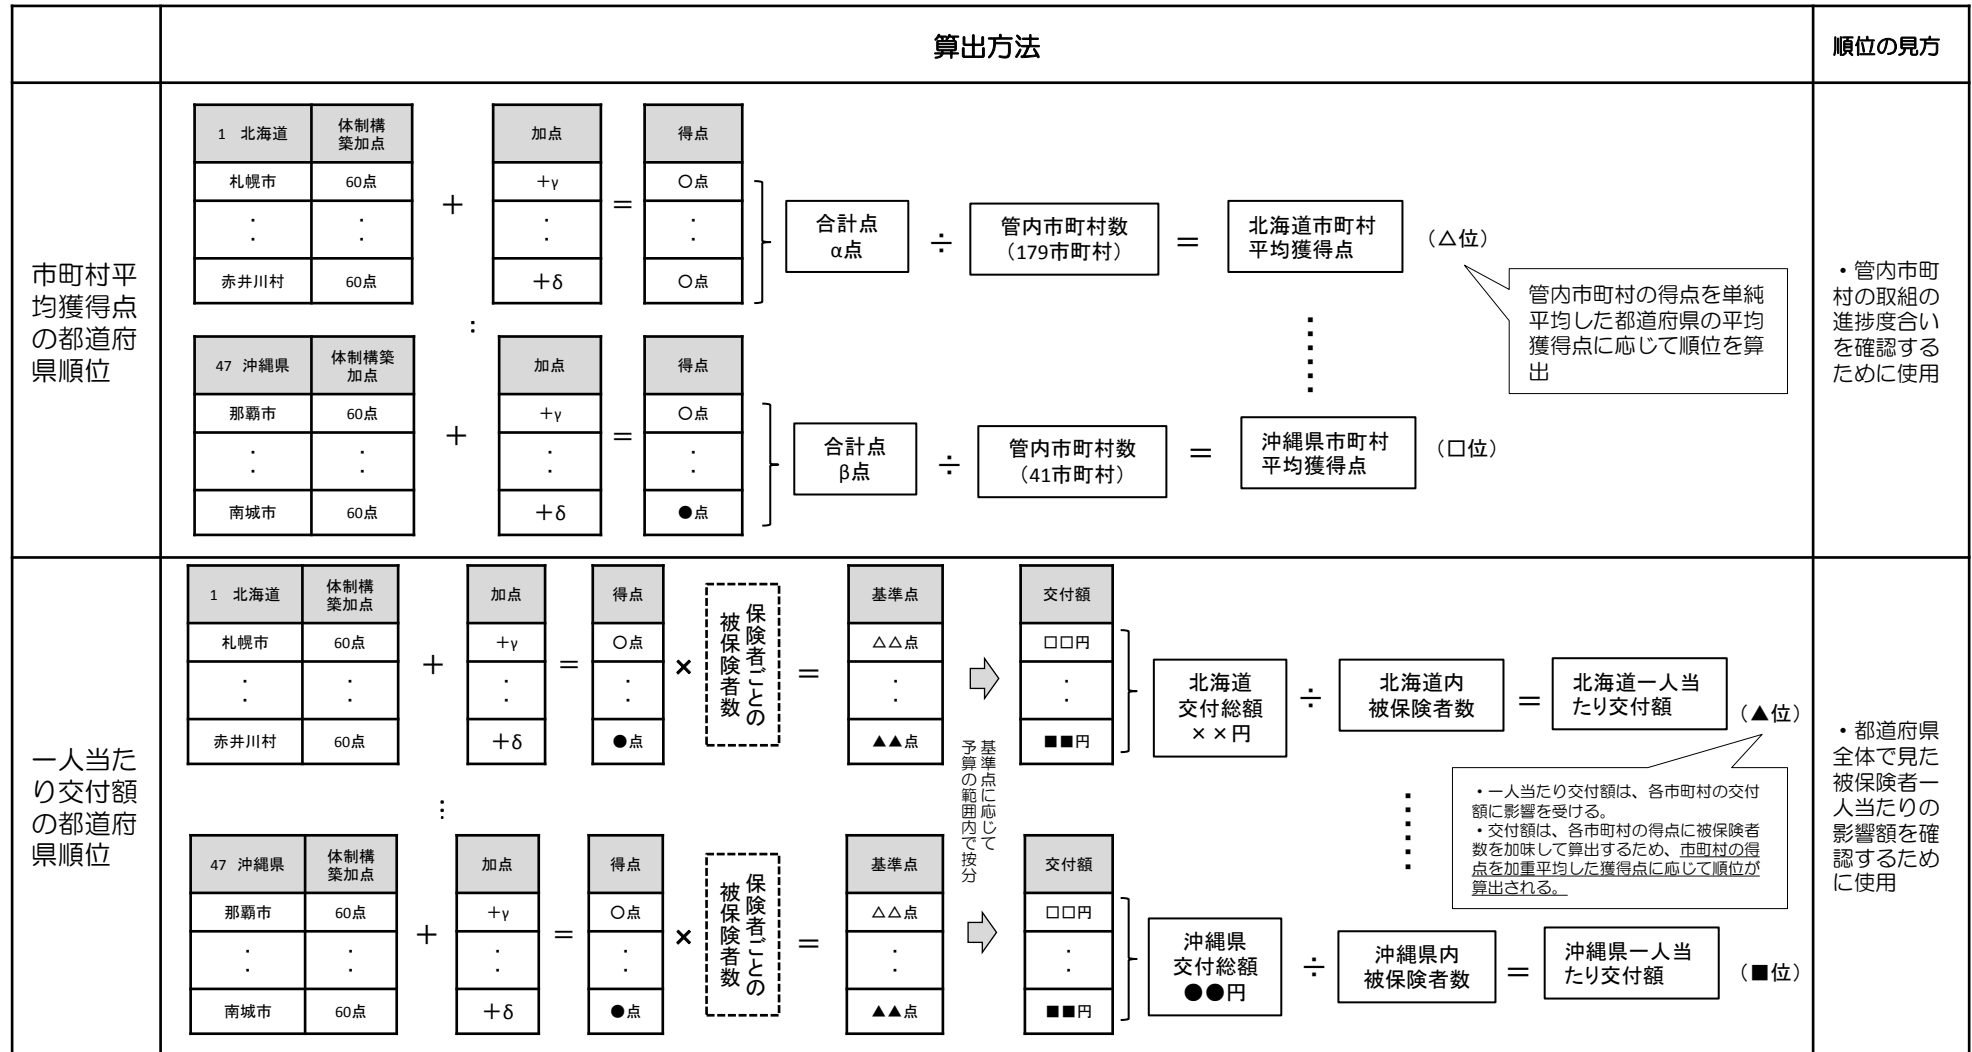 算出方法
順位の見方
市町村平
均獲得点
の都道府
県順位
1 北海道
体制構
築加点
札幌市
60点
：
：
赤井川村
60点
＋
加点
＋γ
：
＋δ
＝
得点
〇点
：
〇点
合計点
α点
÷
管内市町村数
（179市町村）
＝
北海道市町村
平均獲得点
（△位）
管内市町村の得点を単純
平均した都道府県の平均
獲得点に応じて順位を算
出
：
47 沖縄県
体制構築
加点
那覇市
60点
：
：
南城市
60点
＋
加点
＋γ
：
＋δ
＝
得点
〇点
：
●点
合計点
β点
÷
管内市町村数
（41市町村）
＝
沖縄県市町村
平均獲得点
（□位）
・管内市町
村の取組の
進捗度合い
を確認する
ために使用
一人当た
り交付額
の都道府
県順位
1 北海道
体制構
築加点
札幌市
60点
：
：
赤井川村
60点
＋
加点
＋γ
：
＋δ
＝
得点
〇点
：
●点
×
保険者ごとの
被保険者数
＝
基準点
△△点
：
▲▲点
基準点に応じて
予算の範囲内で按分
交付額
□□円
：
■■円
北海道
交付総額
××円
÷
北海道内
被保険者数
＝
北海道一人当
たり交付額
（▲位）
・一人当たり交付額は、各市町村の交付
額に影響を受ける。
・交付額は、各市町村の得点に被保険者
数を加味して算出するため、市町村の得
点を加重平均した獲得点に応じて順位が
算出される。
47 沖縄県
体制構
築加点
那覇市
60点
：
：
南城市
60点
＋
加点
＋γ
：
＋δ
＝
得点
〇点
：
●点
×
保険者ごとの
被保険者数
＝
基準点
△△点
：
▲▲点
交付額
□□円
：
■■円
沖縄県
交付総額
●●円
÷
沖縄県内
被保険者数
＝
沖縄県一人当
たり交付額
（■位）
・都道府県
全体で見た
被保険者一
人当たりの
影響額を確
認するため
に使用